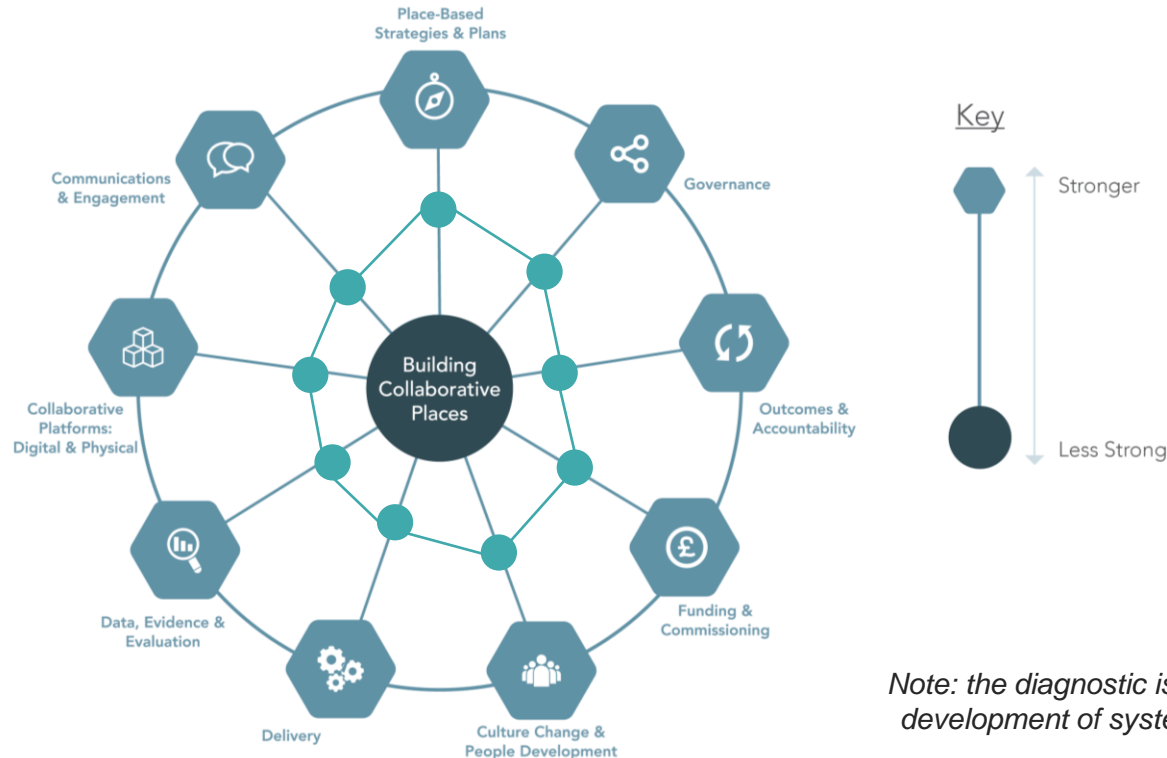 Place-Based
Strategies & Plans
Governance
Outcomes &
Accountability
Funding &
Commissioning
Culture Change &
People Development
Delivery
Data, Evidence &
Evaluation
Collaborative
Platforms:
Digital & Physical
Communications
& Engagement
Building
Collaborative
Places
£
Key
Stronger
Less Strong
Note: the diagnostic is
development of syste